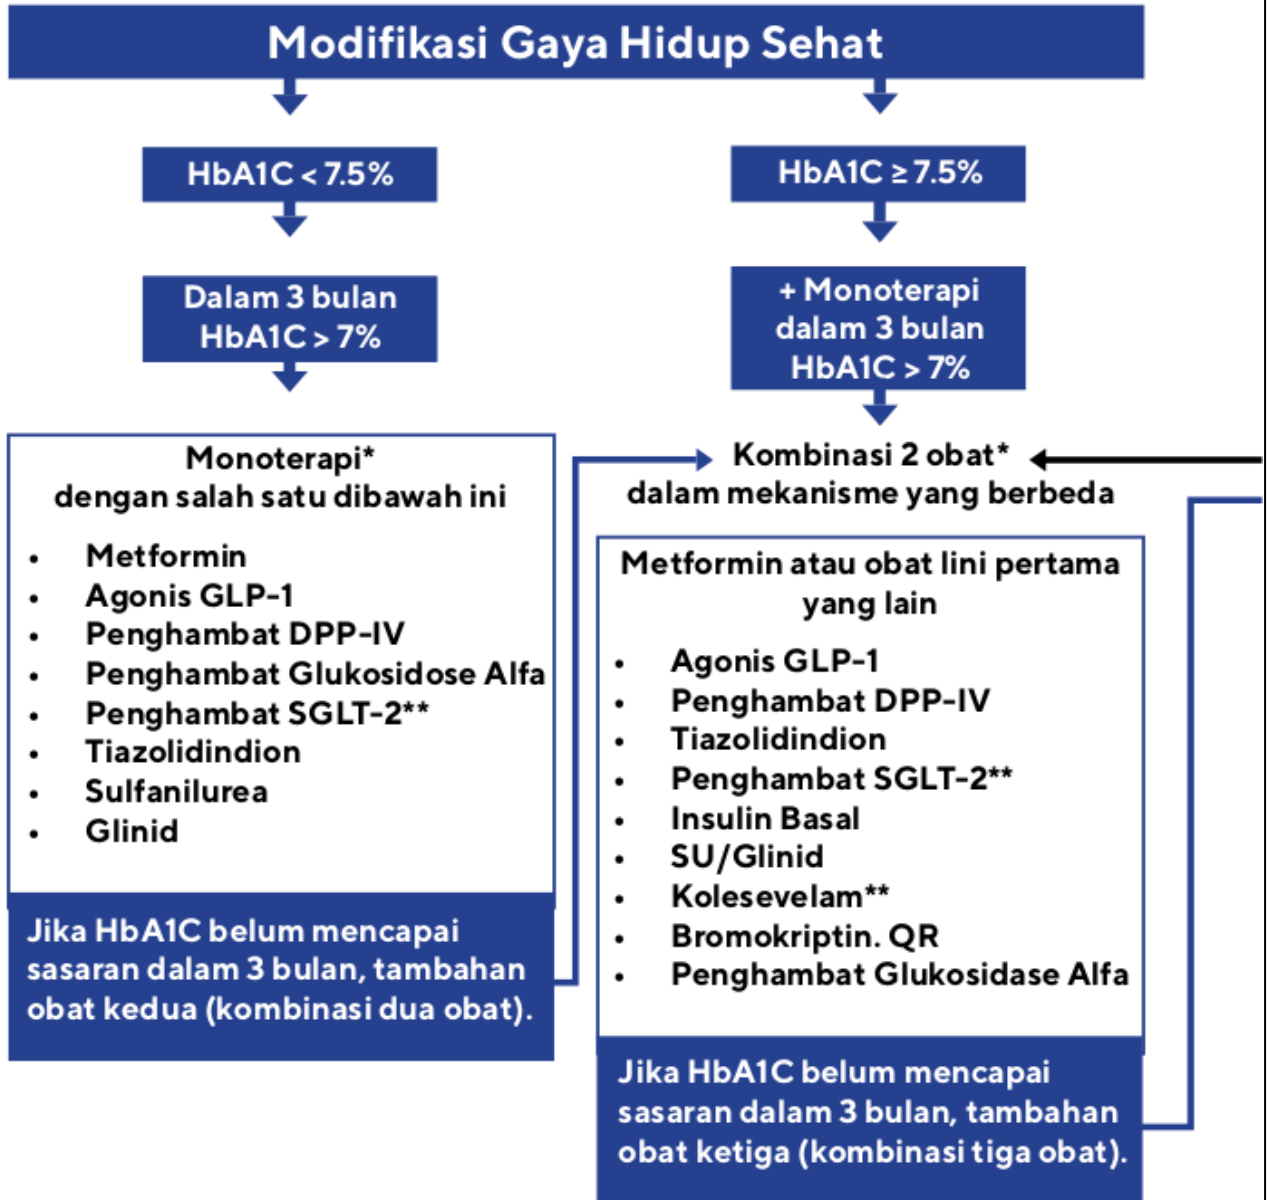 Modifikasi Gaya Hidup Sehat
HbA1C < 7.5%
Dalam 3 bulan
HbA1C > 7%
Monoterapi*
dengan salah satu dibawah ini
• Metformin
• Agonis GLP-1
• Penghambat DPP-IV
• Penghambat Glukosidose Alfa
• Penghambat SGLT-2**
• Tiazolidindion
• Sulfanilurea
• Glinid
Jika HbA1C belum mencapai
sasaran dalam 3 bulan, tambahan
obat kedua (kombinasi dua obat).
HbA1C ≥ 7.5%
+ Monoterapi
dalam 3 bulan
HbA1C > 7%
Kombinasi 2 obat*
dalam mekanisme yang berbeda
Metformin atau obat lini pertama
yang lain
• Agonis GLP-1
• Penghambat DPP-IV
• Tiazolidindion
• Penghambat SGLT-2**
• Insulin Basal
• SU/Glinid
• Kolesevelam**
• Bromokriptin. QR
• Penghambat Glukosidase Alfa
Jika HbA1C belum mencapai
sasaran dalam 3 bulan, tambahan
obat ketiga (kombinasi tiga obat).